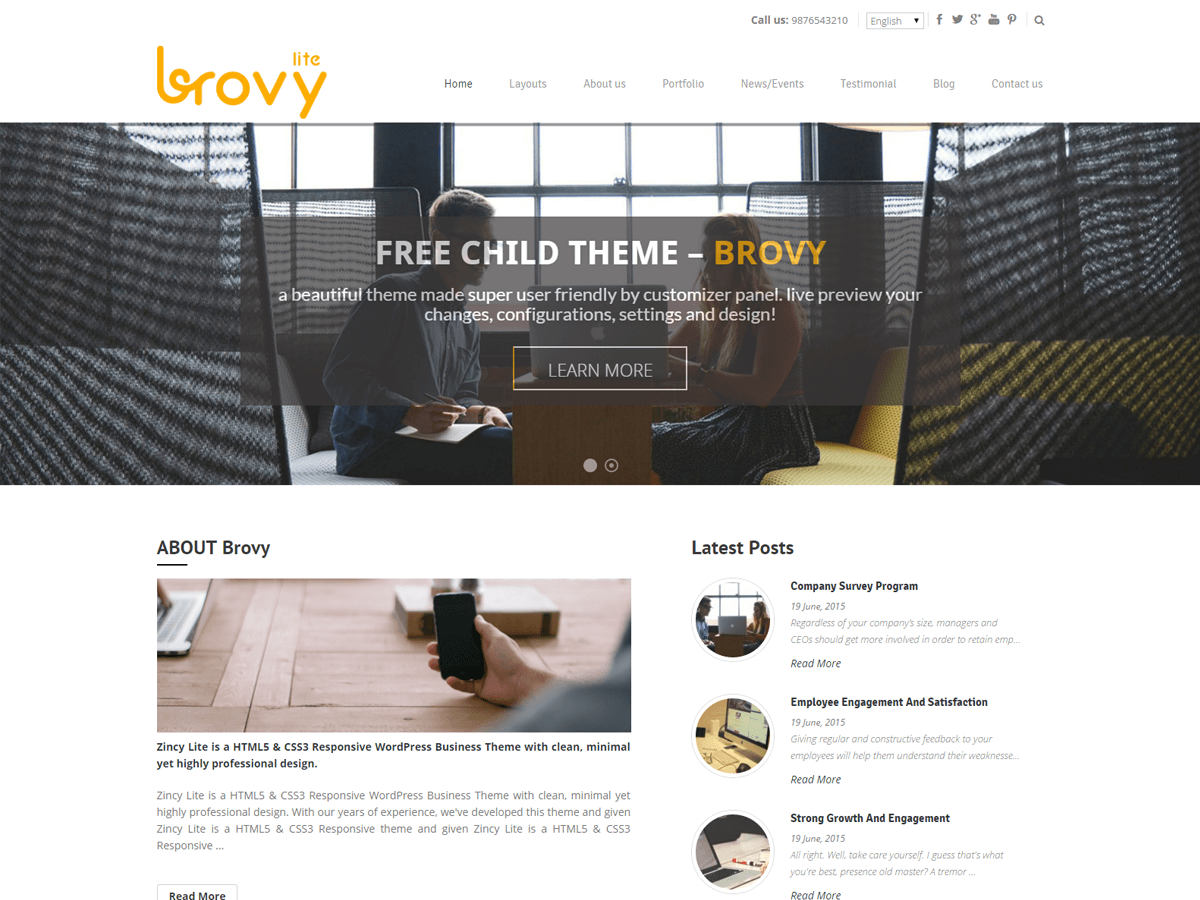 Call us: 9876543210 English
brovy lite
Home Layouts About us Portfolio News/Events Testimonial Blog Contact us
FREE CHILD THEME – BROVY
a beautiful theme made super user friendly by customizer panel. live preview your
changes, configurations, settings and design!
LEARN MORE
ABOUT Brovy
Zincy Lite is a HTML5 & CSS3 Responsive WordPress Business Theme with clean, minimal
yet highly professional design.
Zincy Lite is a HTML5 & CSS3 Responsive WordPress Business Theme with clean, minimal yet
highly professional design. With our years of experience, we've developed this theme and given
Zincy Lite is a HTML5 & CSS3 Responsive theme and given Zincy Lite is a HTML5 & CSS3
Responsive ...
Read More
Latest Posts
Company Survey Program
19 June, 2015
Regardless of your company's size, managers and
CEOs should get more involved in order to retain emp...
Read More
Employee Engagement And Satisfaction
19 June, 2015
Giving regular and constructive feedback to your
employees will help them understand their weaknesse...
Read More
Strong Growth And Engagement
19 June, 2015
All right. Well, take care yourself. I guess that's what
you're best, presence old master? A tremor ...
Read More